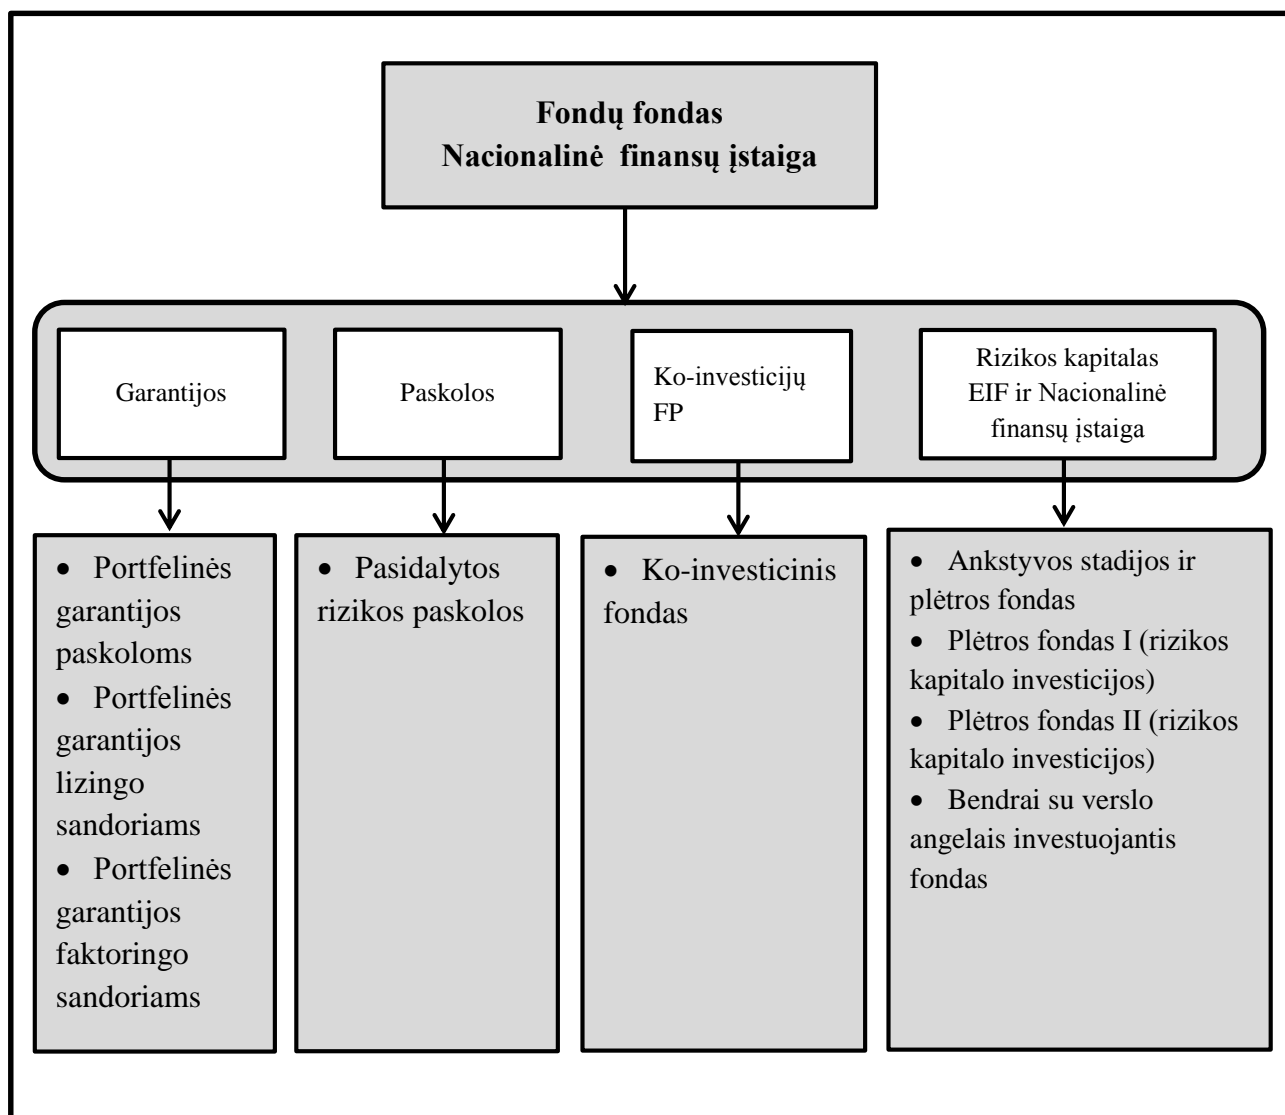 Fondų fondas
Nacionalinė finansų įstaiga
Garantijos
Paskolos
Ko-investicijų
FP
Rizikos kapitalas
EIF ir Nacionalinė
finansų įstaiga
• Portfelinės
garantijos
paskoloms
• Portfelinės
garantijos
lizingo
sandoriams
• Portfelinės
garantijos
faktoringo
sandoriams
• Pasidalytos
rizikos paskolos
• Ko-investicinis
fondas
• Ankstyvos stadijos ir
plėtros fondas
• Plėtros fondas I (rizikos
kapitalo investicijos)
• Plėtros fondas II (rizikos
kapitalo investicijos)
• Bendrai su verslo
angelais investuojantis
fondas